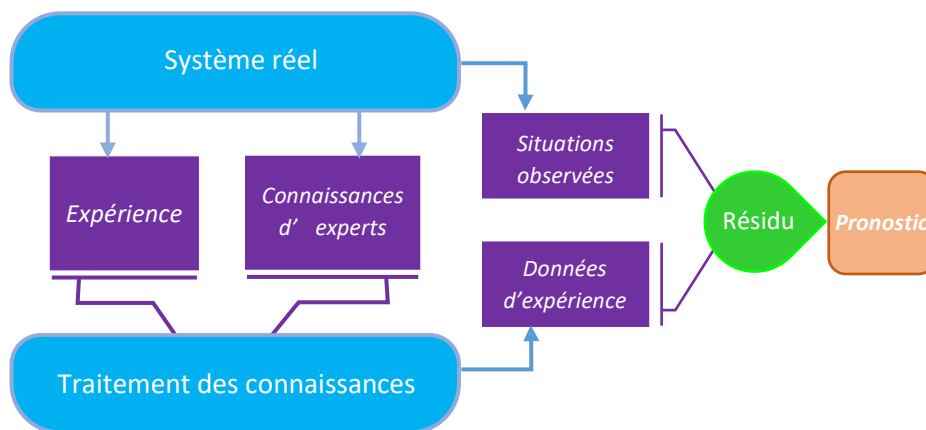 Système réel
Situations
observées
Expérience
Connaissances
d’ experts
Résidu
Pronostic
Données
d’expérience
Traitement des connaissances